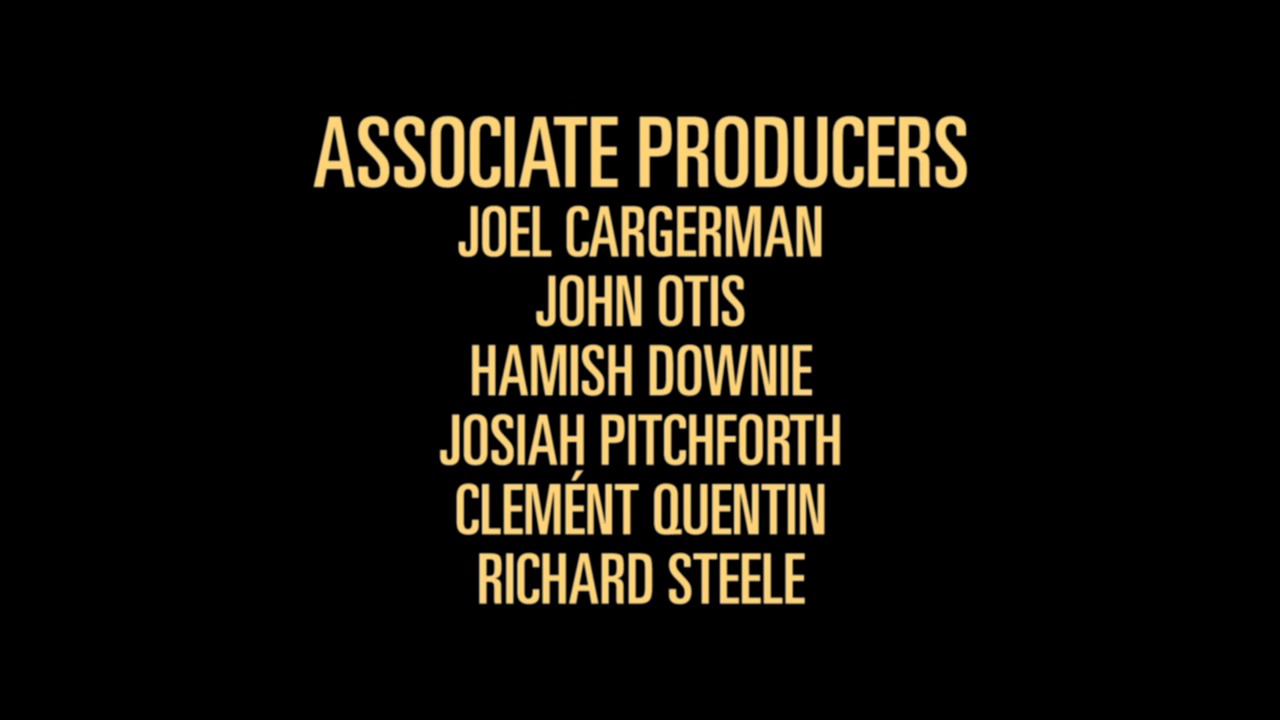 ASSOCIATE PRODUCERS
JOEL CARGERMAN
JOHN OTIS
HAMISH DOWNIE
JOSIAH PITCHFORTH
CLEMÉNT QUENTIN
RICHARD STEELE